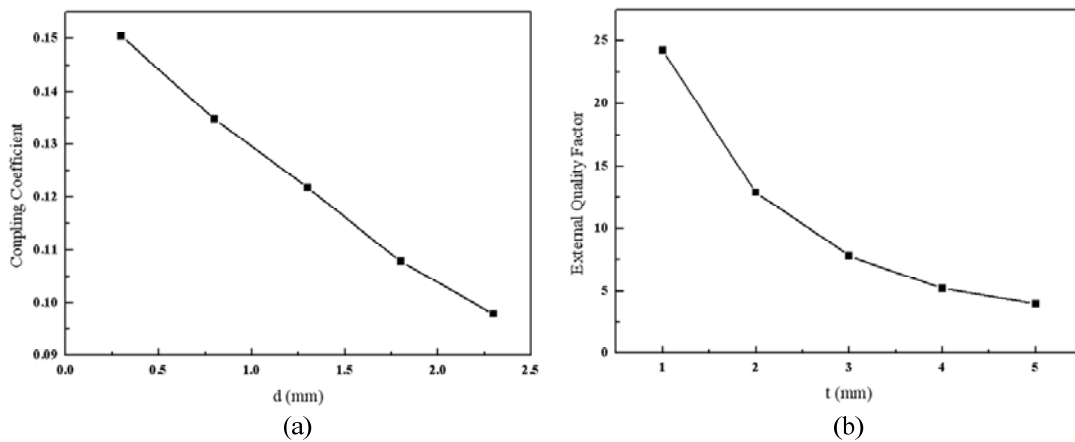 0.15
0.14
0.13
0.12
0.11
0.10
0.09
Coupling Coefficient
0.0 0.5 1.0 1.5 2.0 2.5
d (mm)
(a)
25
20
15
10
5
0
External Quality Factor
1 2 3 4 5
t (mm)
(b)